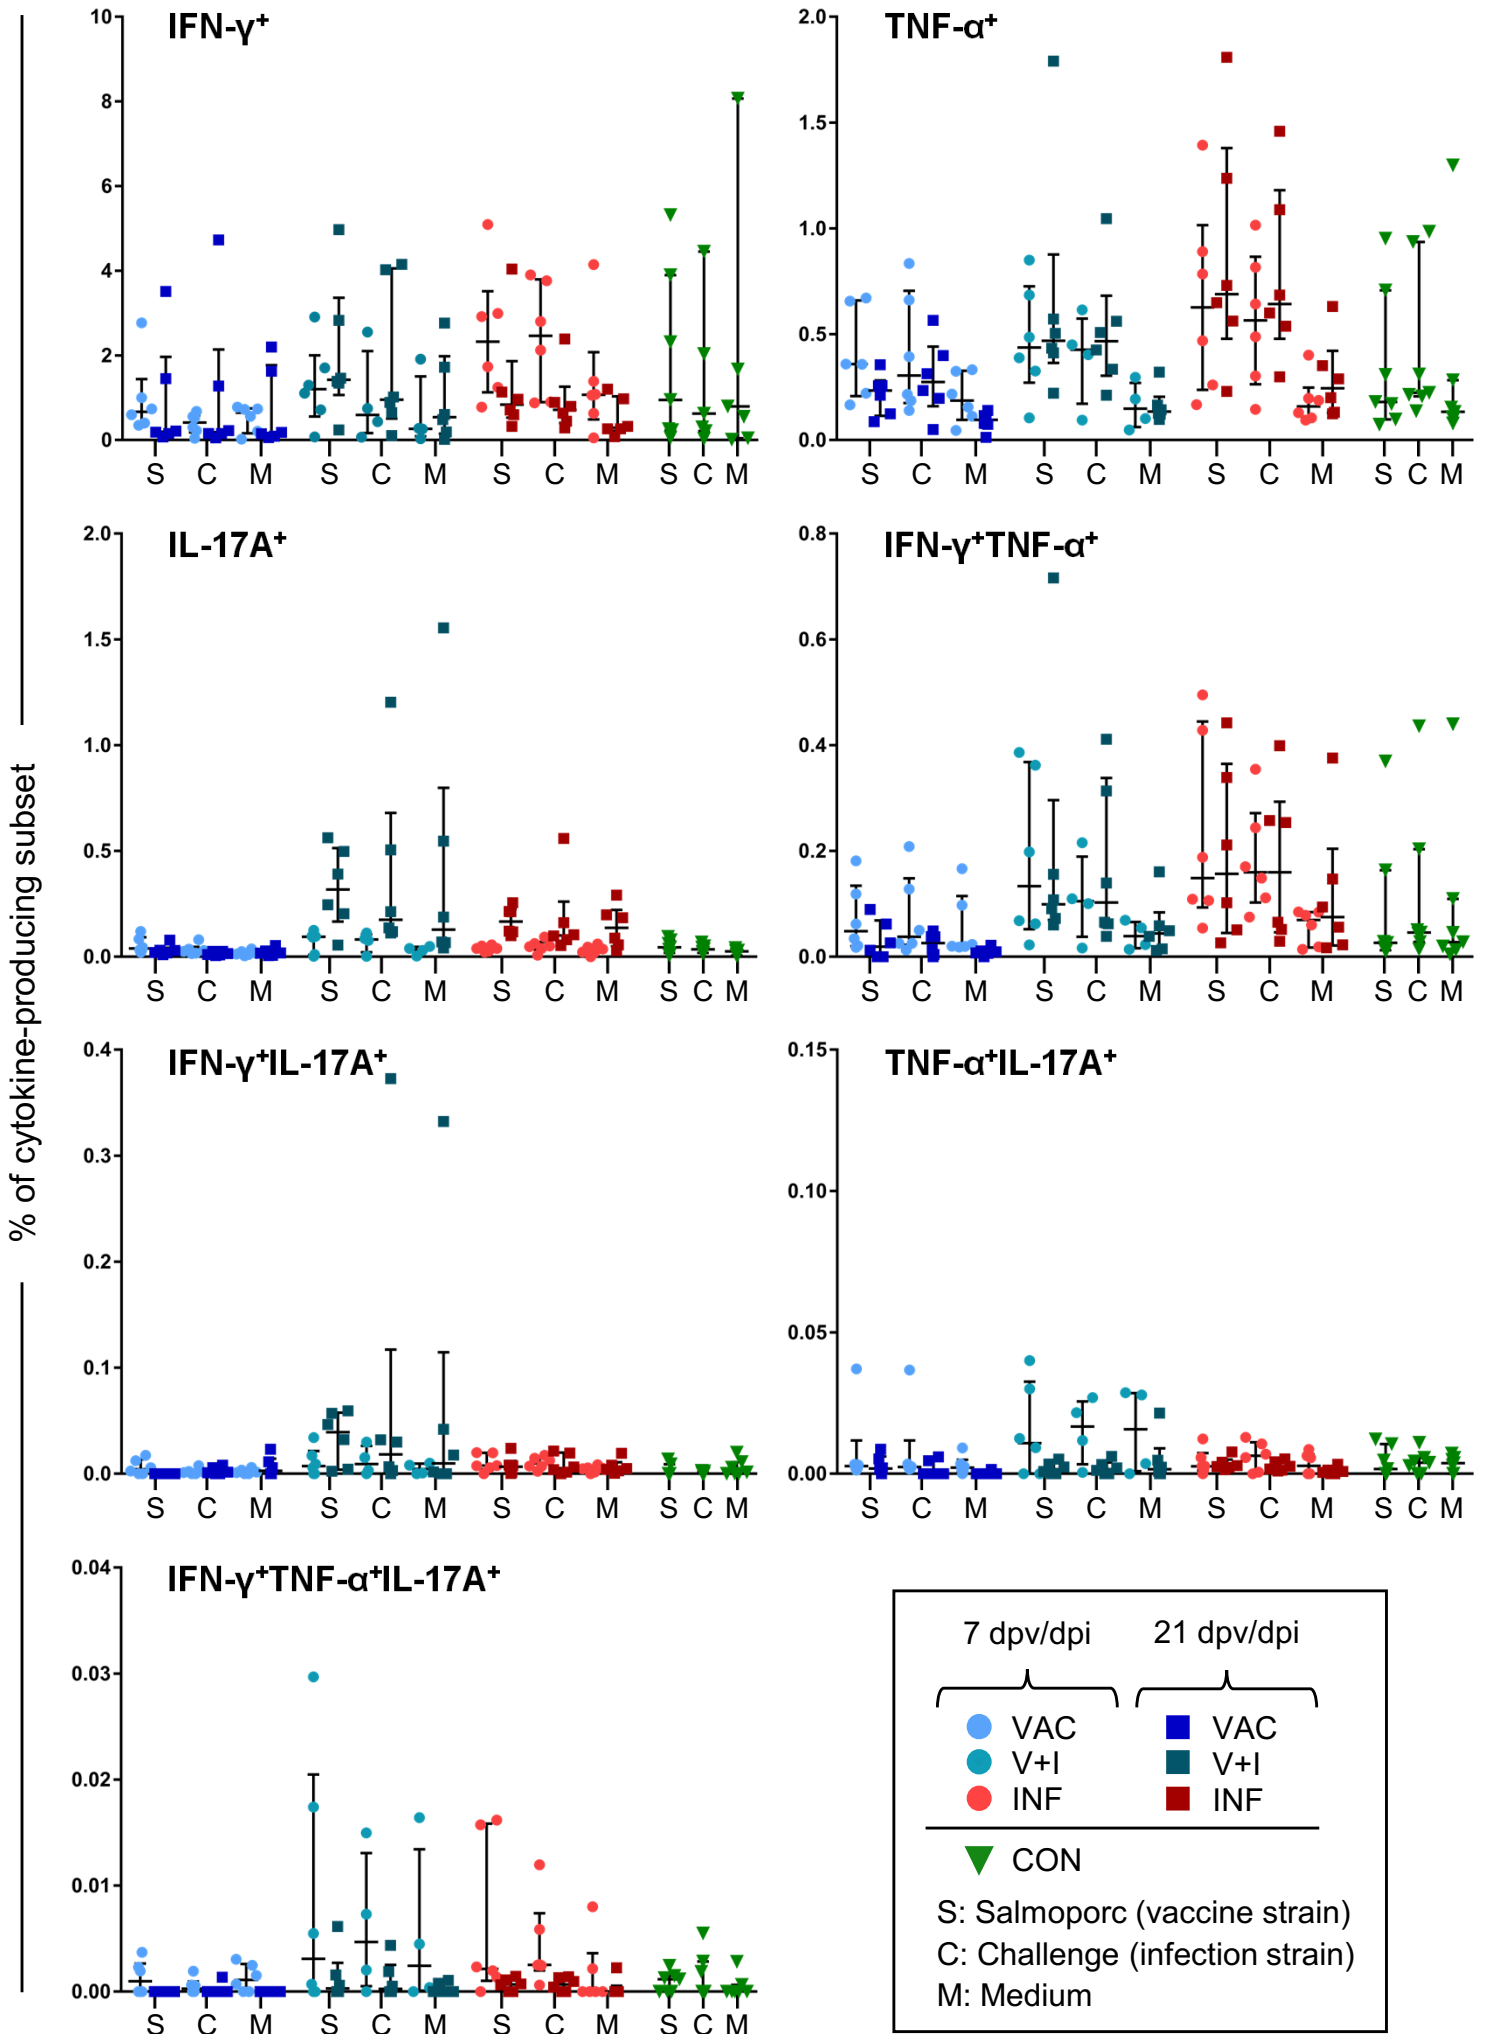 % of cytokine-producing subset
IFN-γ⁺
10
8
6
4
2
0
S C M S C M S C M S C M
TNF-α⁺
2.0
1.5
1.0
0.5
0.0
S C M S C M S C M S C M
IL-17A⁺
2.0
1.5
1.0
0.5
0.0
S C M S C M S C M S C M
IFN-γ⁺TNF-α⁺
0.8
0.6
0.4
0.2
0.0
S C M S C M S C M S C M
IFN-γ⁺IL-17A⁺
0.4
0.3
0.2
0.1
0.0
S C M S C M S C M S C M
TNF-α⁺IL-17A⁺
0.15
0.10
0.05
0.00
S C M S C M S C M S C M
IFN-γ⁺TNF-α⁺IL-17A⁺
0.04
0.03
0.02
0.01
0.00
S C M S C M S C M S C M
7 dpv/dpi 21 dpv/dpi
VAC VAC
V+I V+I
INF INF
CON
S: Salmoporc (vaccine strain)
C: Challenge (infection strain)
M: Medium